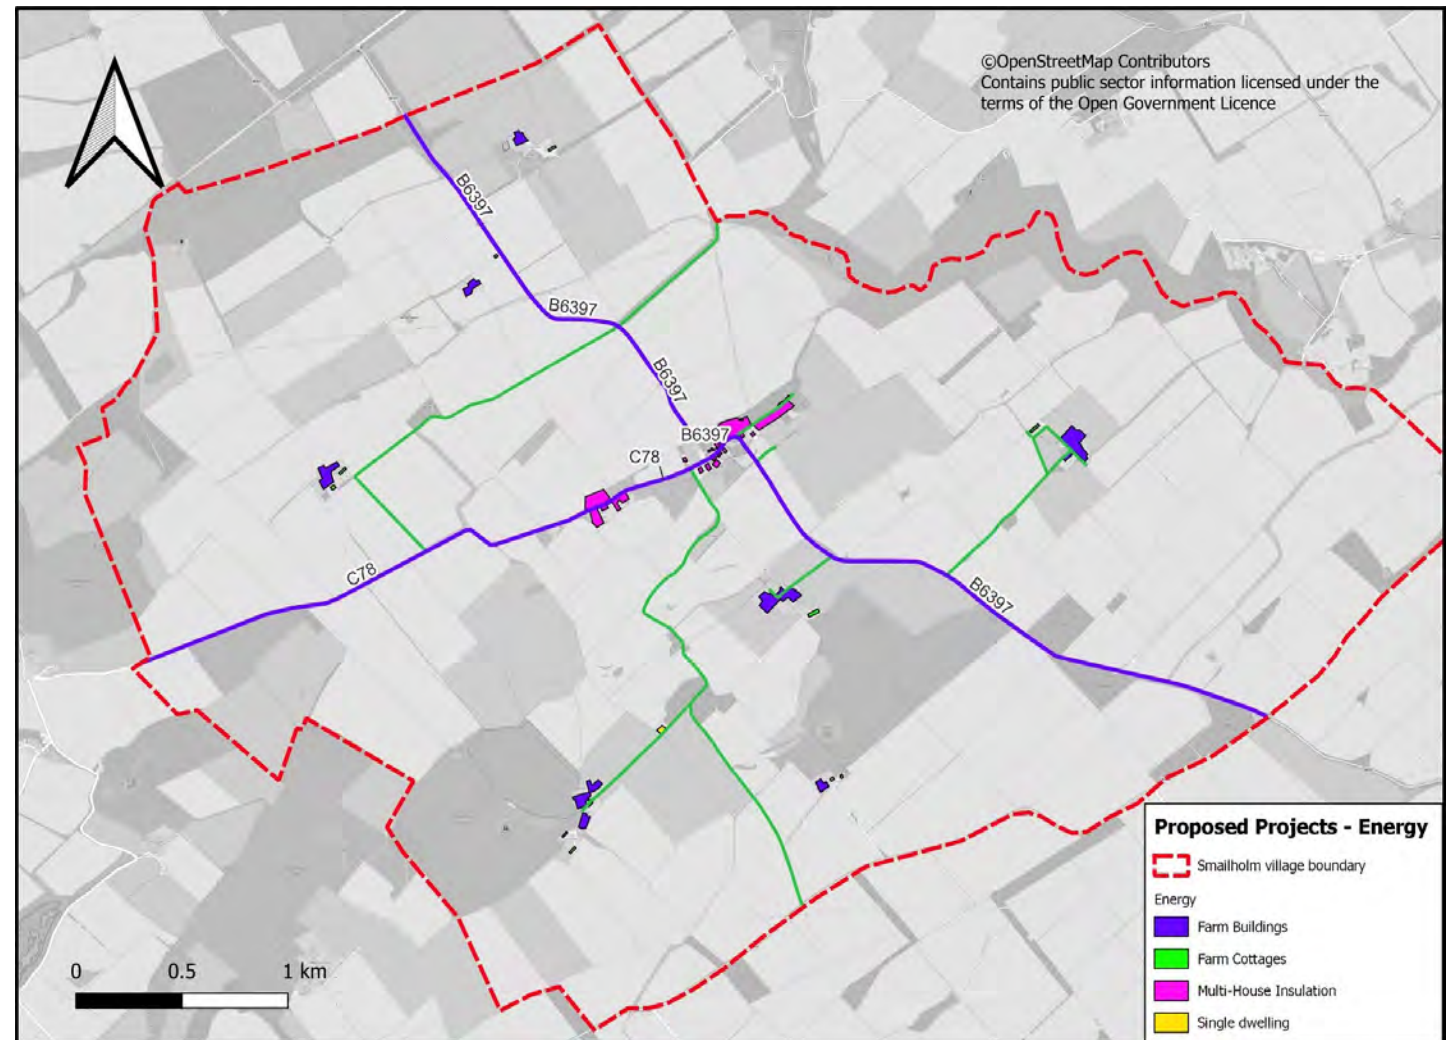 ©OpenStreetMap Contributors
Contains public sector information licensed under the
terms of the Open Government Licence
B6397
B6397
B6397
B6397
C78
C78
B6397
0 0.5 1 km
Proposed Projects - Energy
Smailholm village boundary
Energy
Farm Buildings
Farm Cottages
Multi-House Insulation
Single dwelling